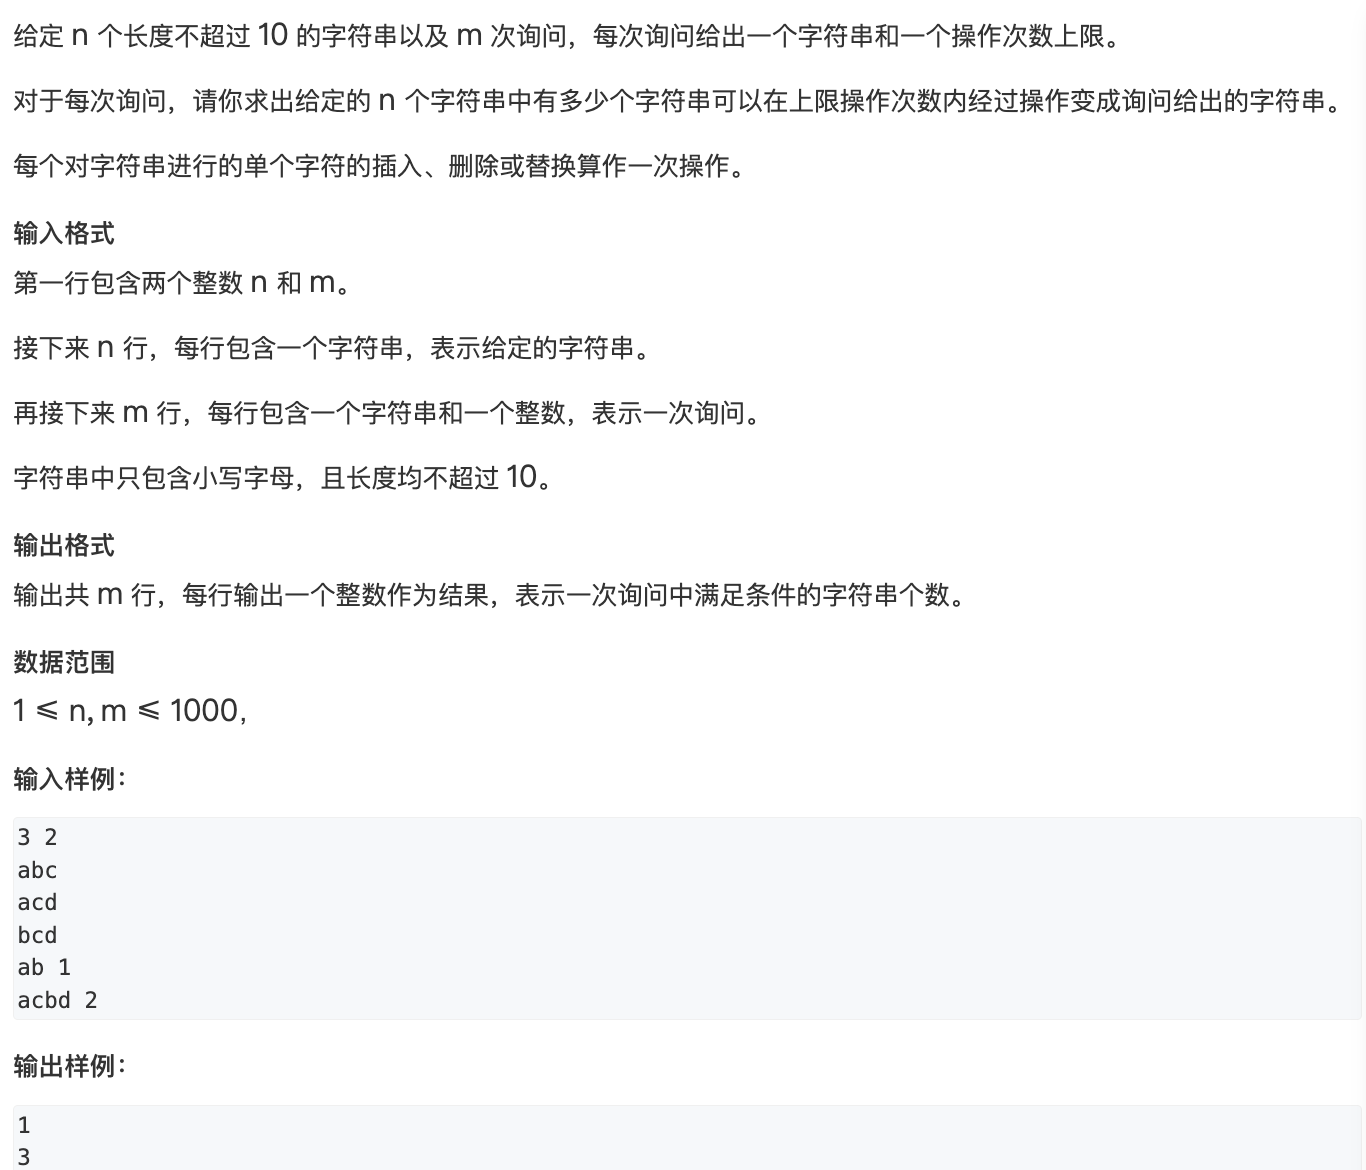 给定 n 个长度不超过 10 的字符串以及 m 次询问，每次询问给出一个字符串和一个操作次数上限。
对于每次询问，请你求出给定的 n 个字符串中有多少个字符串可以在上限操作次数内经过操作变成询问给出的字符串。
每个对字符串进行的单个字符的插入、删除或替换算作一次操作。
输入格式
第一行包含两个整数 n 和 m。
接下来 n 行，每行包含一个字符串，表示给定的字符串。
再接下来 m 行，每行包含一个字符串和一个整数，表示一次询问。
字符串中只包含小写字母，且长度均不超过 10。
输出格式
输出共 m 行，每行输出一个整数作为结果，表示一次询问中满足条件的字符串个数。
数据范围
1 ⩽ n, m ⩽ 1000,
输入样例：
3 2
abc
acd
bcd
ab 1
acbd 2
输出样例：
1
3